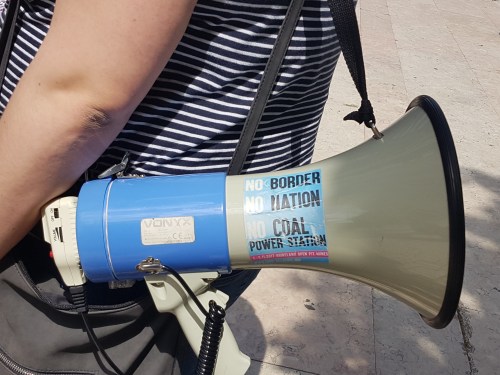 NO BORDER
NO NATION
NO COAL
POWER STATION
VONYX